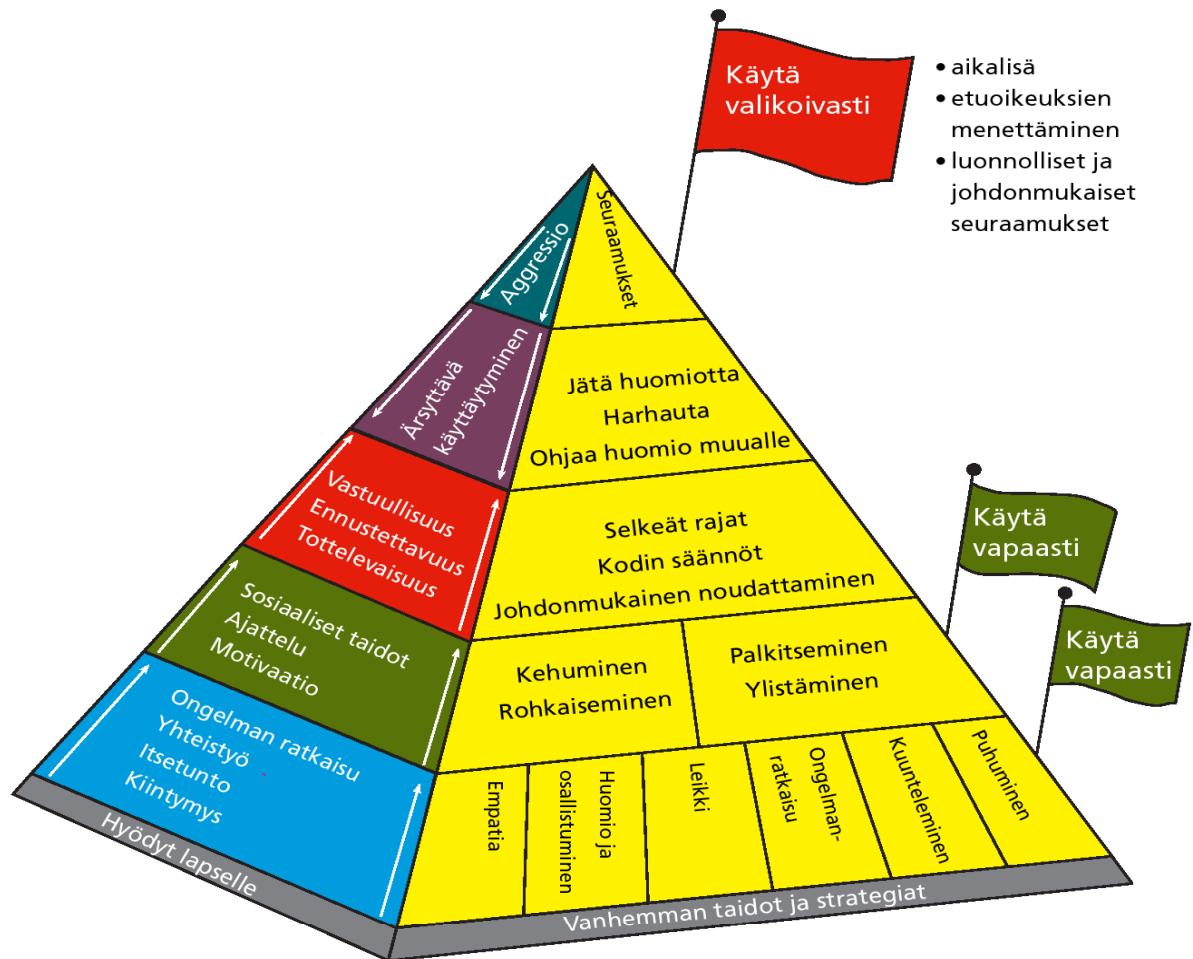 Käytä
valikoivasti
• aikalisä
• etuoikeuksien
menettäminen
• luonnolliset ja
johdonmukaiset
seuraamukset
Aggressio
Seuraamukset
Ärsyttävä
käyttäytyminen
Jätä huomiotta
Harhauta
Ohjaa huomio muualle
Vastuullisuus
Ennustettavuus
Tottelevaisuus
Selkeät rajat
Kodin säännöt
Johdonmukainen noudattaminen
Käytä
vapaasti
Sosiaaliset taidot
Ajattelu
Motivaatio
Kehuminen
Rohkaiseminen
Palkitseminen
Ylistäminen
Käytä
vapaasti
Ongelman ratkaisu
Yhteistyö
Itsetunto
Kiintymys
Empatia
Huomio ja
osallistuminen
Leikki
Ongelman-
ratkaisu
Kuunteleminen
Puhuminen
Hyödyt lapselle
Vanhemman taidot ja strategiat